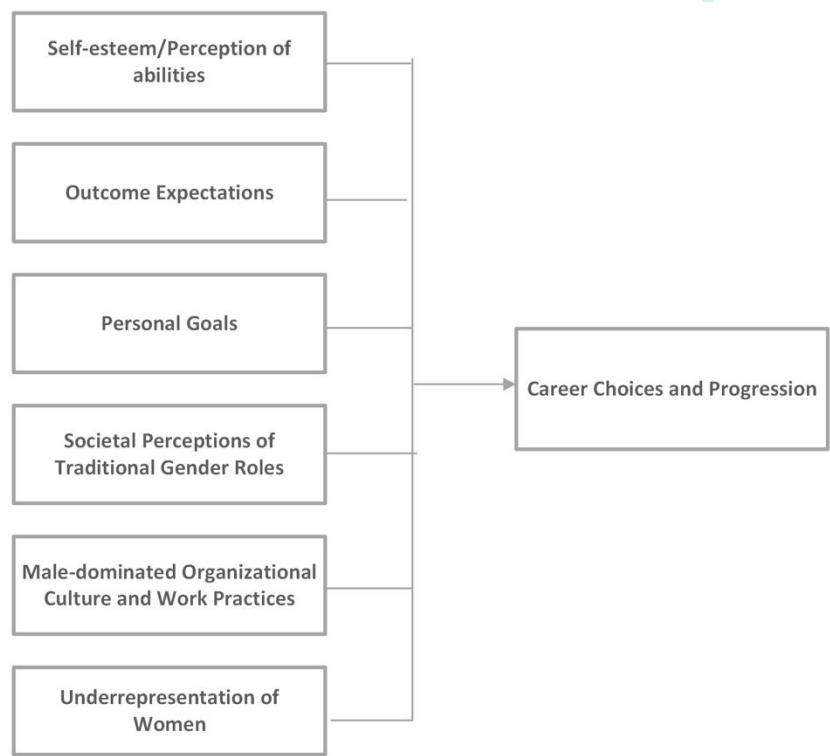 Self-esteem/Perception of
abilities
Outcome Expectations
Personal Goals
Career Choices and Progression
Societal Perceptions of
Traditional Gender Roles
Male-dominated Organizational
Culture and Work Practices
Underrepresentation of
Women